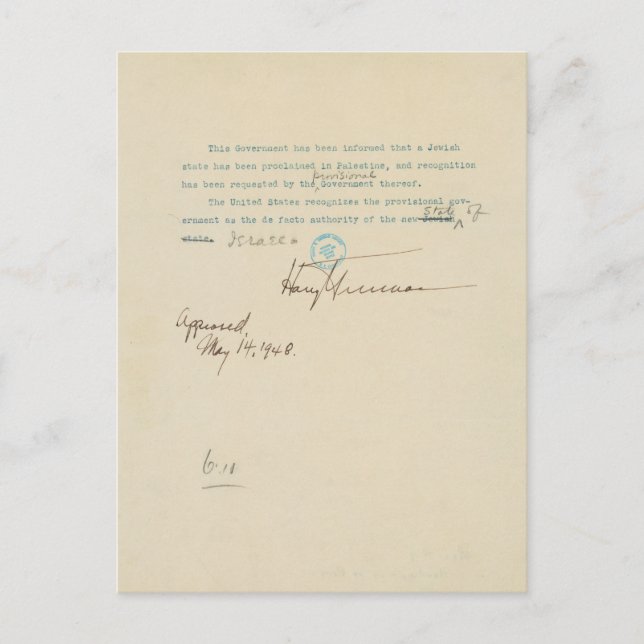 This Government has been informed that a Jewish
state has been proclaimed in Palestine, and recognition
provisional
has been requested by the Government thereof.
The United States recognizes the provisional gov-
State of
ernment as the de facto authority of the new Jewish
state. Israel.
Harry Truman
Approved,
May 14, 1948.
6.11